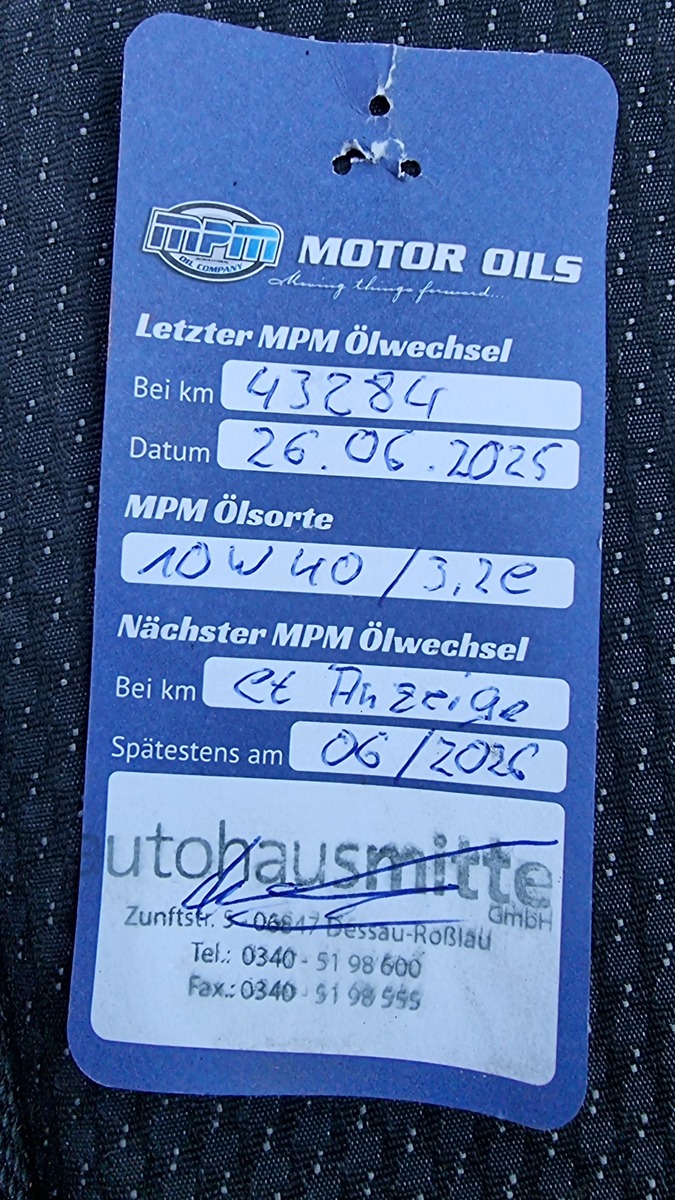 MPM
INTERNATIONAL
OIL COMPANY
MOTOR OILS
Moving things forward...
Letzter MPM Ölwechsel
Bei km 43284
Datum 26.06.2025
MPM Ölsorte
10W40/3,2l
Nächster MPM Ölwechsel
Bei km lt Anzeige
Spätestens am 06/2026
autohausmitte
GmbH
Zunftstr. 5 - 06847 Dessau-Roßlau
Tel.: 0340 - 51 98 600
Fax.: 0340 - 51 98 555